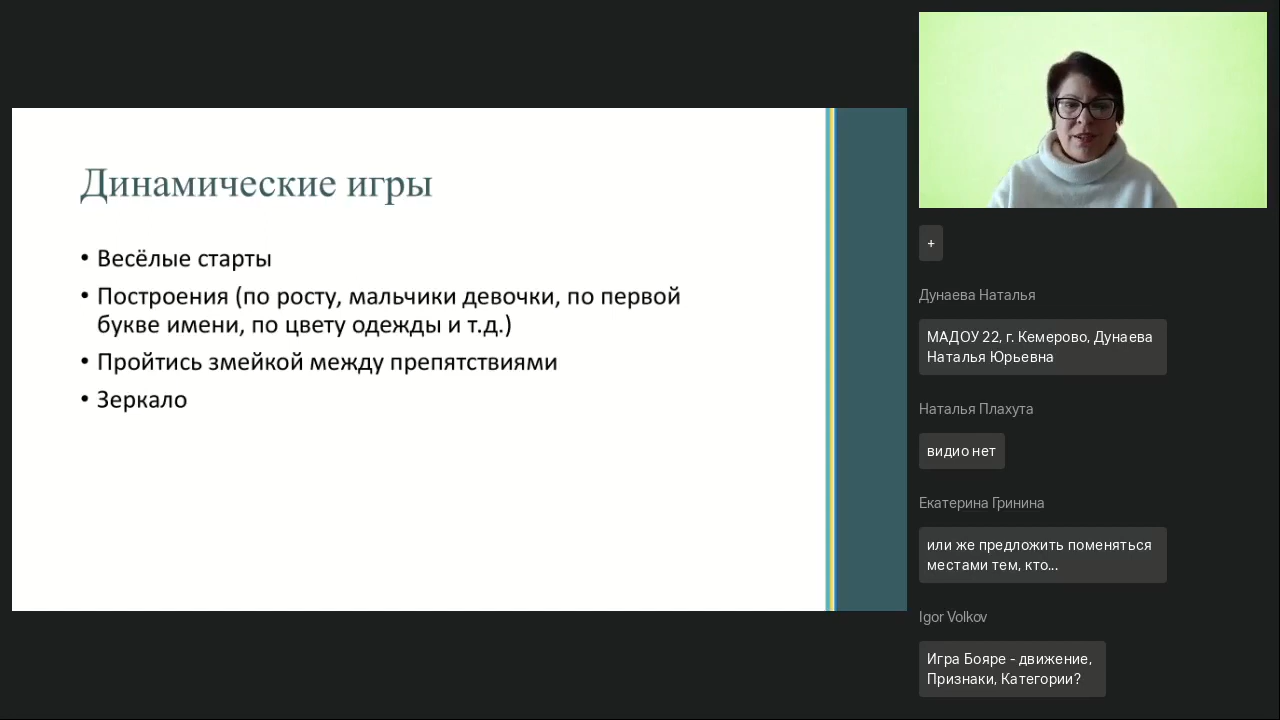 Динамические игры
• Весёлые старты
• Построения (по росту, мальчики девочки, по первой
букве имени, по цвету одежды и т.д.)
• Пройтись змейкой между препятствиями
• Зеркало
+
Дунаева Наталья
МАДОУ 22, г. Кемерово, Дунаева
Наталья Юрьевна
Наталья Плахута
видио нет
Екатерина Гринина
или же предложить поменяться
местами тем, кто...
Igor Volkov
Игра Бояре - движение,
Признаки, Категории?